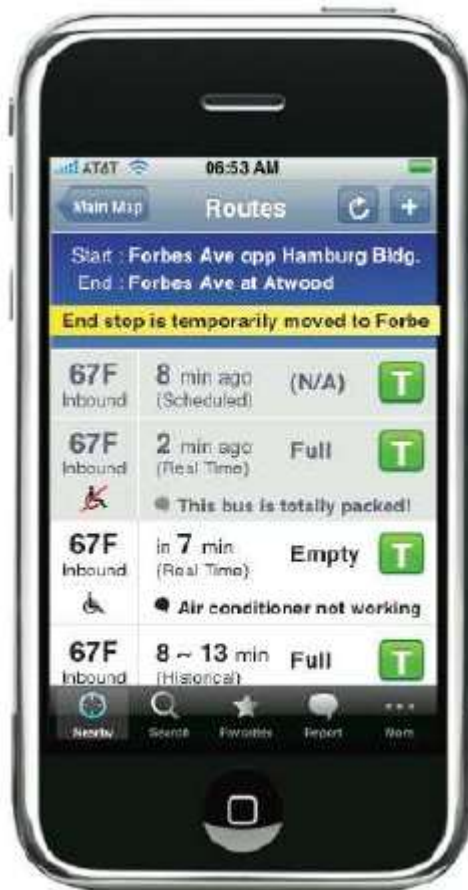 AT&T 06:53 AM
Main Map Routes +
Start : Forbes Ave opp Hamburg Bldg.
End : Forbes Ave at Atwood
End stop is temporarily moved to Forbe
67F 8 min ago (N/A) T
Inbound (Scheduled)
67F 2 min ago Full T
Inbound (Real Time)
This bus is totally packed!
67F in 7 min Empty T
Inbound (Real Time)
Air conditioner not working
67F 8 ~ 13 min Full T
Inbound (Historical)
Nearby Search Favorites Report More